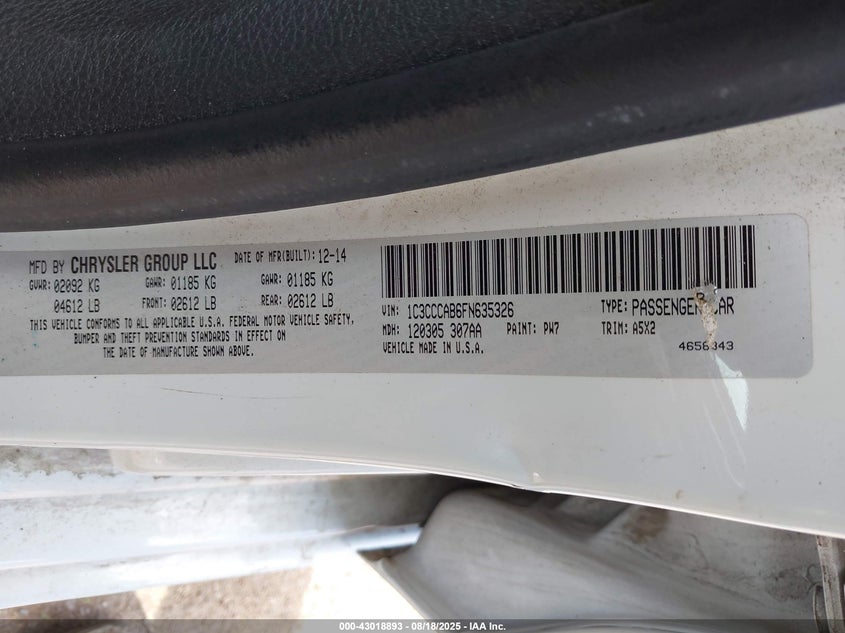 MFD BY CHRYSLER GROUP LLC DATE OF MFR(BUILT): 12-14
GVWR: 02092 KG GAWR: 01185 KG GAWR: 01185 KG
04612 LB FRONT: 02612 LB REAR: 02612 LB
THIS VEHICLE CONFORMS TO ALL APPLICABLE U.S.A. FEDERAL MOTOR VEHICLE SAFETY,
BUMPER AND THEFT PREVENTION STANDARDS IN EFFECT ON
THE DATE OF MANUFACTURE SHOWN ABOVE.
VIN: 1C3CCCAB6FN635326 TYPE: PASSENGER CAR
MDH: 120305 307AA PAINT: PW7 TRIM: A5X2
VEHICLE MADE IN U.S.A.
000-43018893 - 08/18/2025 - IAA Inc.